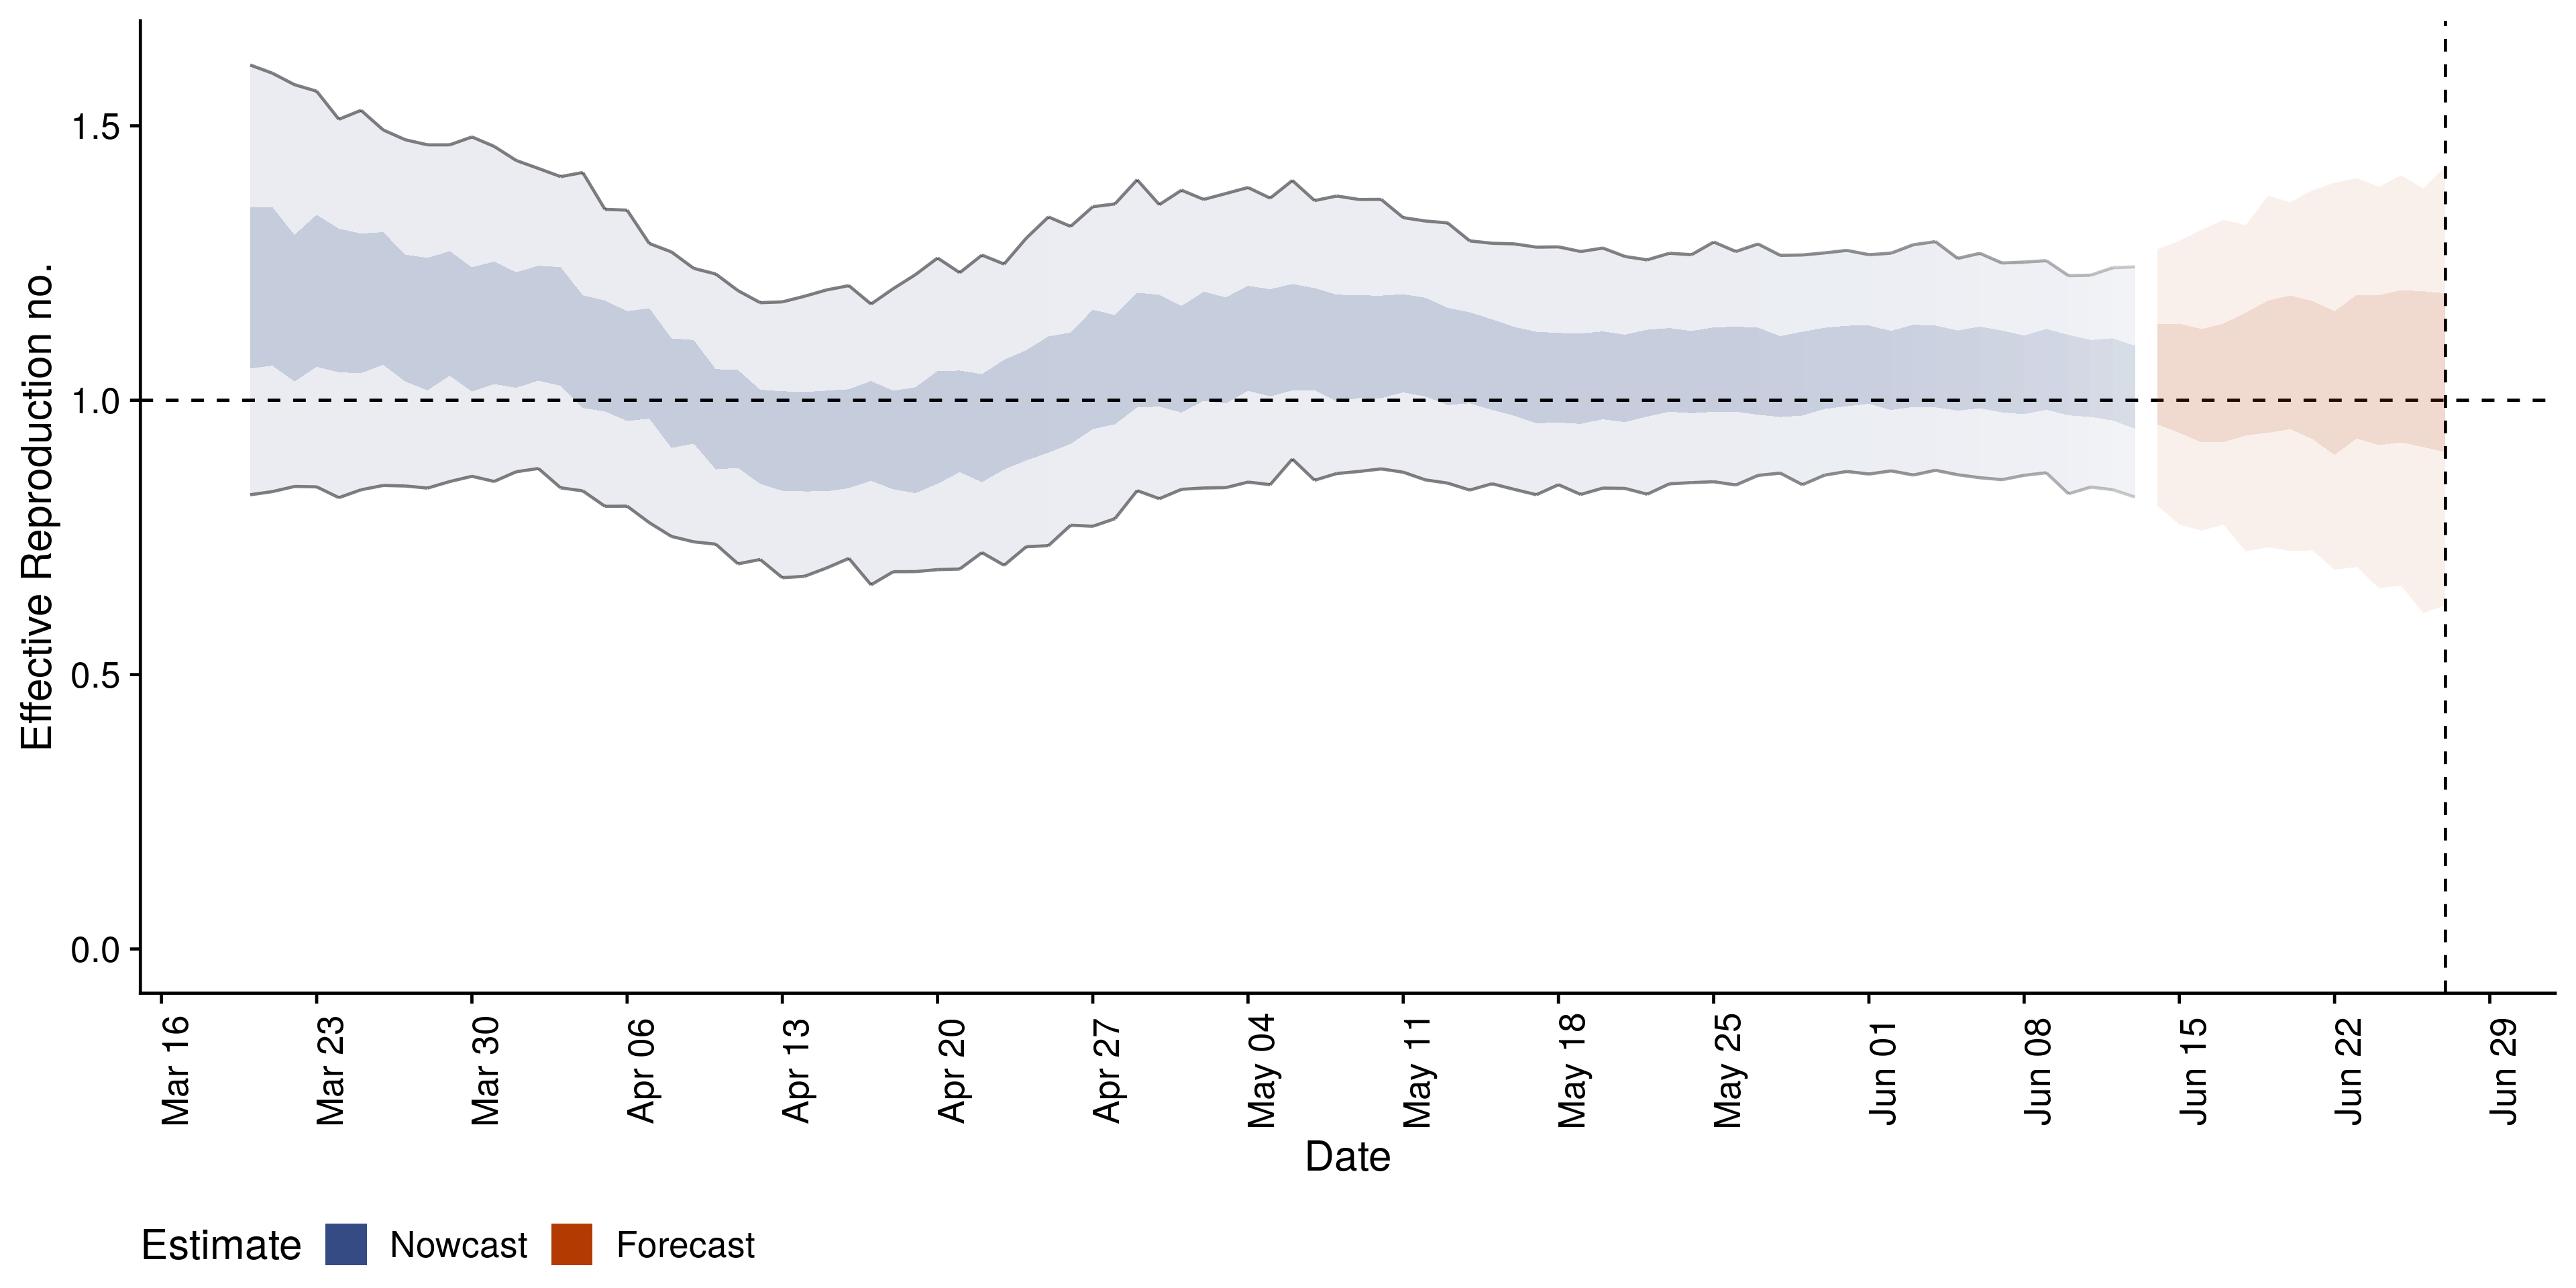 Effective Reproduction no.
1.5
1.0
0.5
0.0
Mar 16
Mar 23
Mar 30
Apr 06
Apr 13
Apr 20
Apr 27
May 04
May 11
May 18
May 25
Jun 01
Jun 08
Jun 15
Jun 22
Jun 29
Date
Estimate Nowcast Forecast